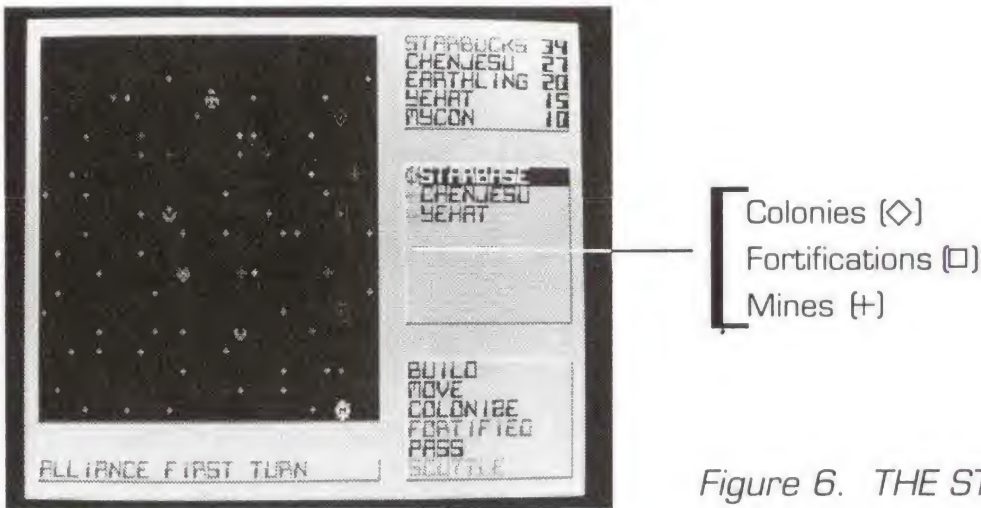 STARBUCKS 34
CHENJESU 27
EARTHLING 20
YEHAT 15
MYCON 10
STARBASE
CHENJESU
YEHAT
BUILD
MOVE
COLONIZE
FORTIFIED
PASS
SCUTTLE
ALLIANCE FIRST TURN
Colonies (◇)
Fortifications (□)
Mines (+)
Figure 6. THE ST